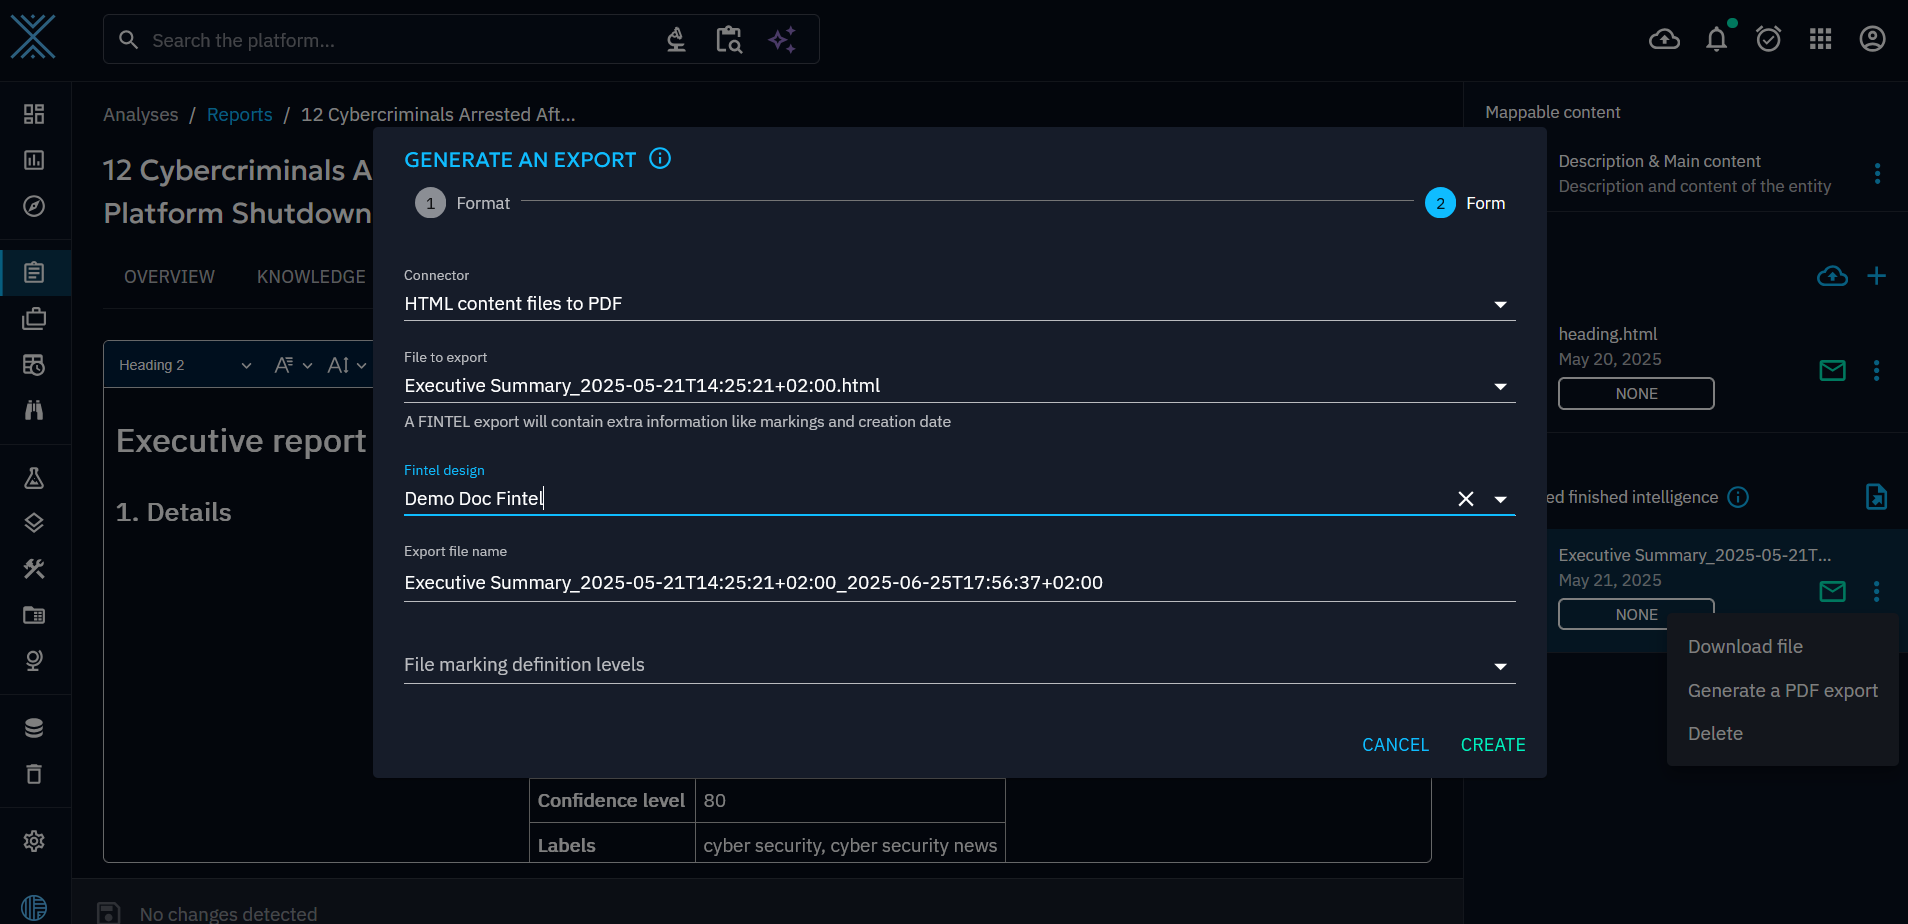 Search the platform...
Analyses / Reports / 12 Cybercriminals Arrested Aft...
12 Cybercriminals A
Platform Shutdown
OVERVIEW KNOWLEDGE
Heading 2
Executive report
1. Details
Confidence level 80
Labels cyber security, cyber security news
No changes detected
GENERATE AN EXPORT
1 Format 2 Form
Connector
HTML content files to PDF
File to export
Executive Summary_2025-05-21T14:25:21+02:00.html
A FINTEL export will contain extra information like markings and creation date
Fintel design
Demo Doc Fintel
Export file name
Executive Summary_2025-05-21T14:25:21+02:00_2025-06-25T17:56:37+02:00
File marking definition levels
CANCEL CREATE
Mappable content
Description & Main content
Description and content of the entity
heading.html
May 20, 2025
NONE
ed finished intelligence
Executive Summary_2025-05-21T...
May 21, 2025
NONE
Download file
Generate a PDF export
Delete